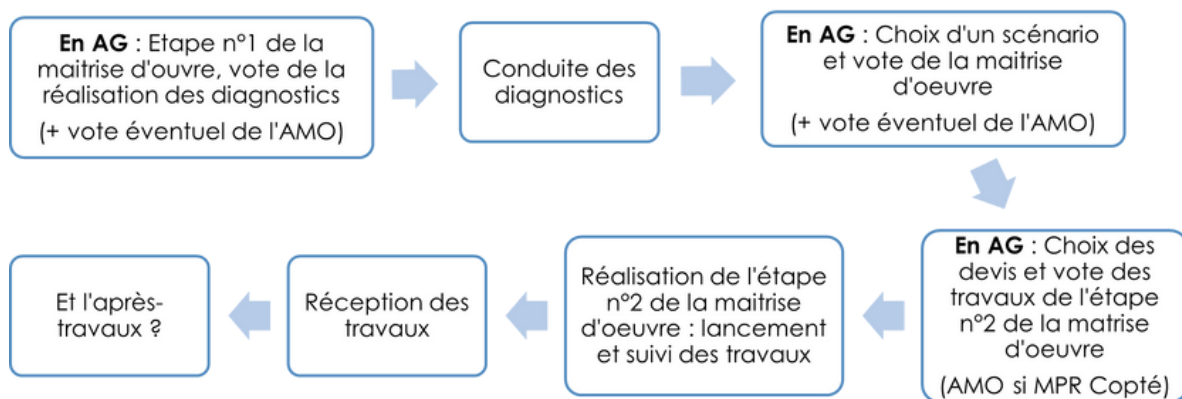 En AG : Etape n°1 de la
maitrise d'ouvre, vote de la
réalisation des diagnostics
(+ vote éventuel de l'AMO)
Conduite des
diagnostics
En AG : Choix d'un scénario
et vote de la maitrise
d'oeuvre
(+ vote éventuel de l'AMO)
En AG : Choix des
devis et vote des
travaux de l'étape
n°2 de la matrise
d'oeuvre
(AMO si MPR Copté)
Réalisation de l'étape
n°2 de la maitrise
d'oeuvre : lancement
et suivi des travaux
Réception des
travaux
Et l'après-
travaux ?